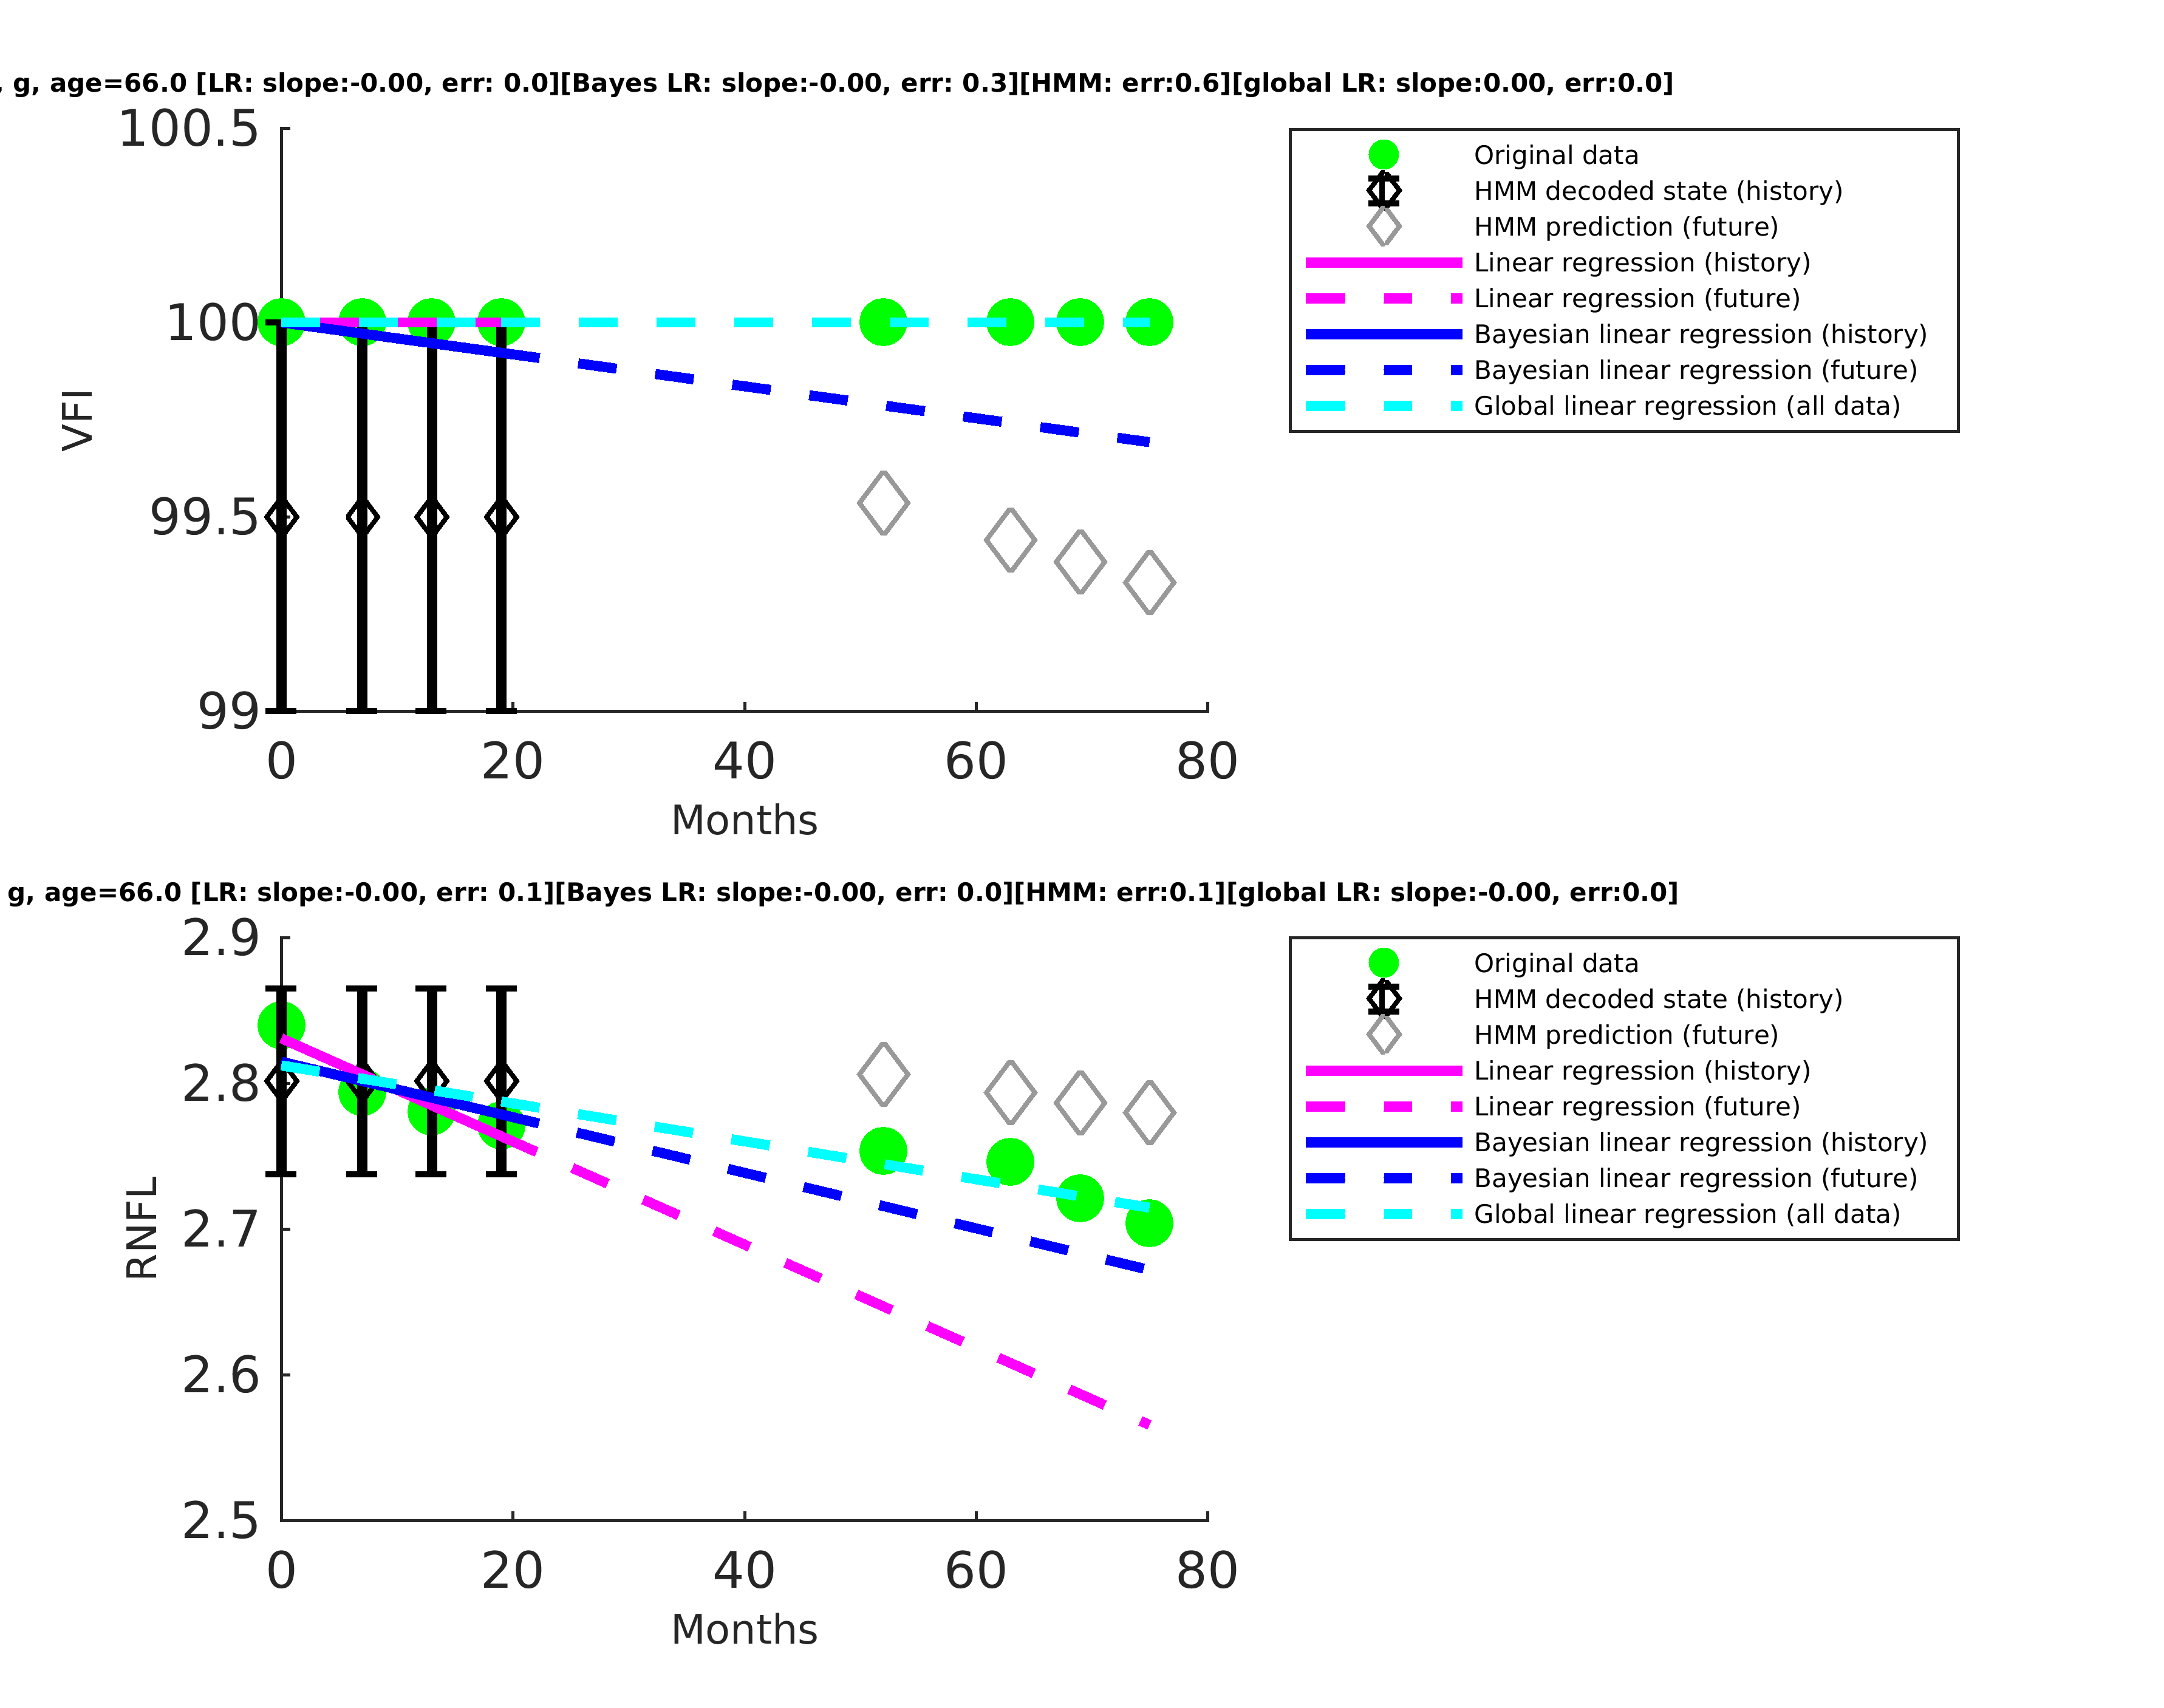 , g, age=66.0 [LR: slope:-0.00, err: 0.0][Bayes LR: slope:-0.00, err: 0.3][HMM: err:0.6][global LR: slope:0.00, err:0.0]
100.5
100
99.5
99
VFI
0 20 40 60 80
Months
Original data
HMM decoded state (history)
HMM prediction (future)
Linear regression (history)
Linear regression (future)
Bayesian linear regression (history)
Bayesian linear regression (future)
Global linear regression (all data)
g, age=66.0 [LR: slope:-0.00, err: 0.1][Bayes LR: slope:-0.00, err: 0.0][HMM: err:0.1][global LR: slope:-0.00, err:0.0]
2.9
2.8
2.7
2.6
2.5
RNFL
0 20 40 60 80
Months
Original data
HMM decoded state (history)
HMM prediction (future)
Linear regression (history)
Linear regression (future)
Bayesian linear regression (history)
Bayesian linear regression (future)
Global linear regression (all data)